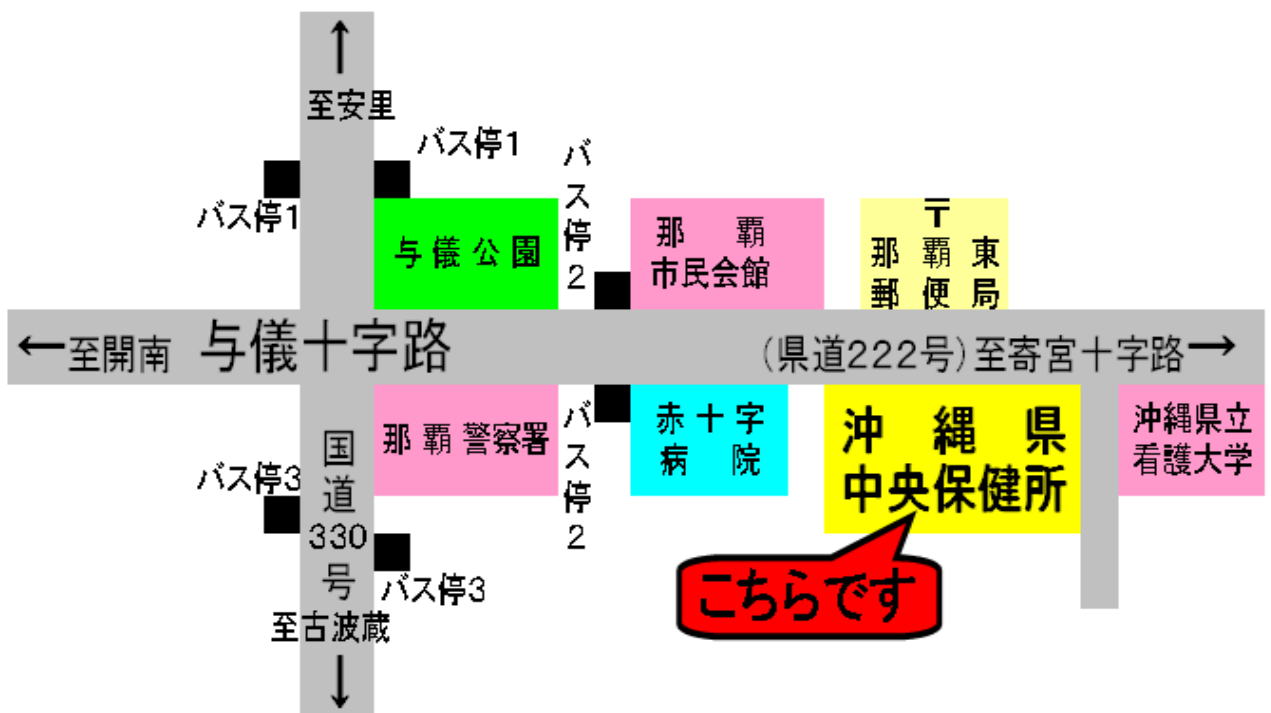 至安里
バス停1
バス停1
バス停2
与儀公園
那覇
市民会館
〒
那覇東
郵便局
←至開南
与儀十字路
(県道222号)至寄宮十字路→
国道330号
那覇警察署
バス停2
赤十字
病院
沖縄県
中央保健所
沖縄県立
看護大学
バス停3
バス停3
こちらです
至古波蔵